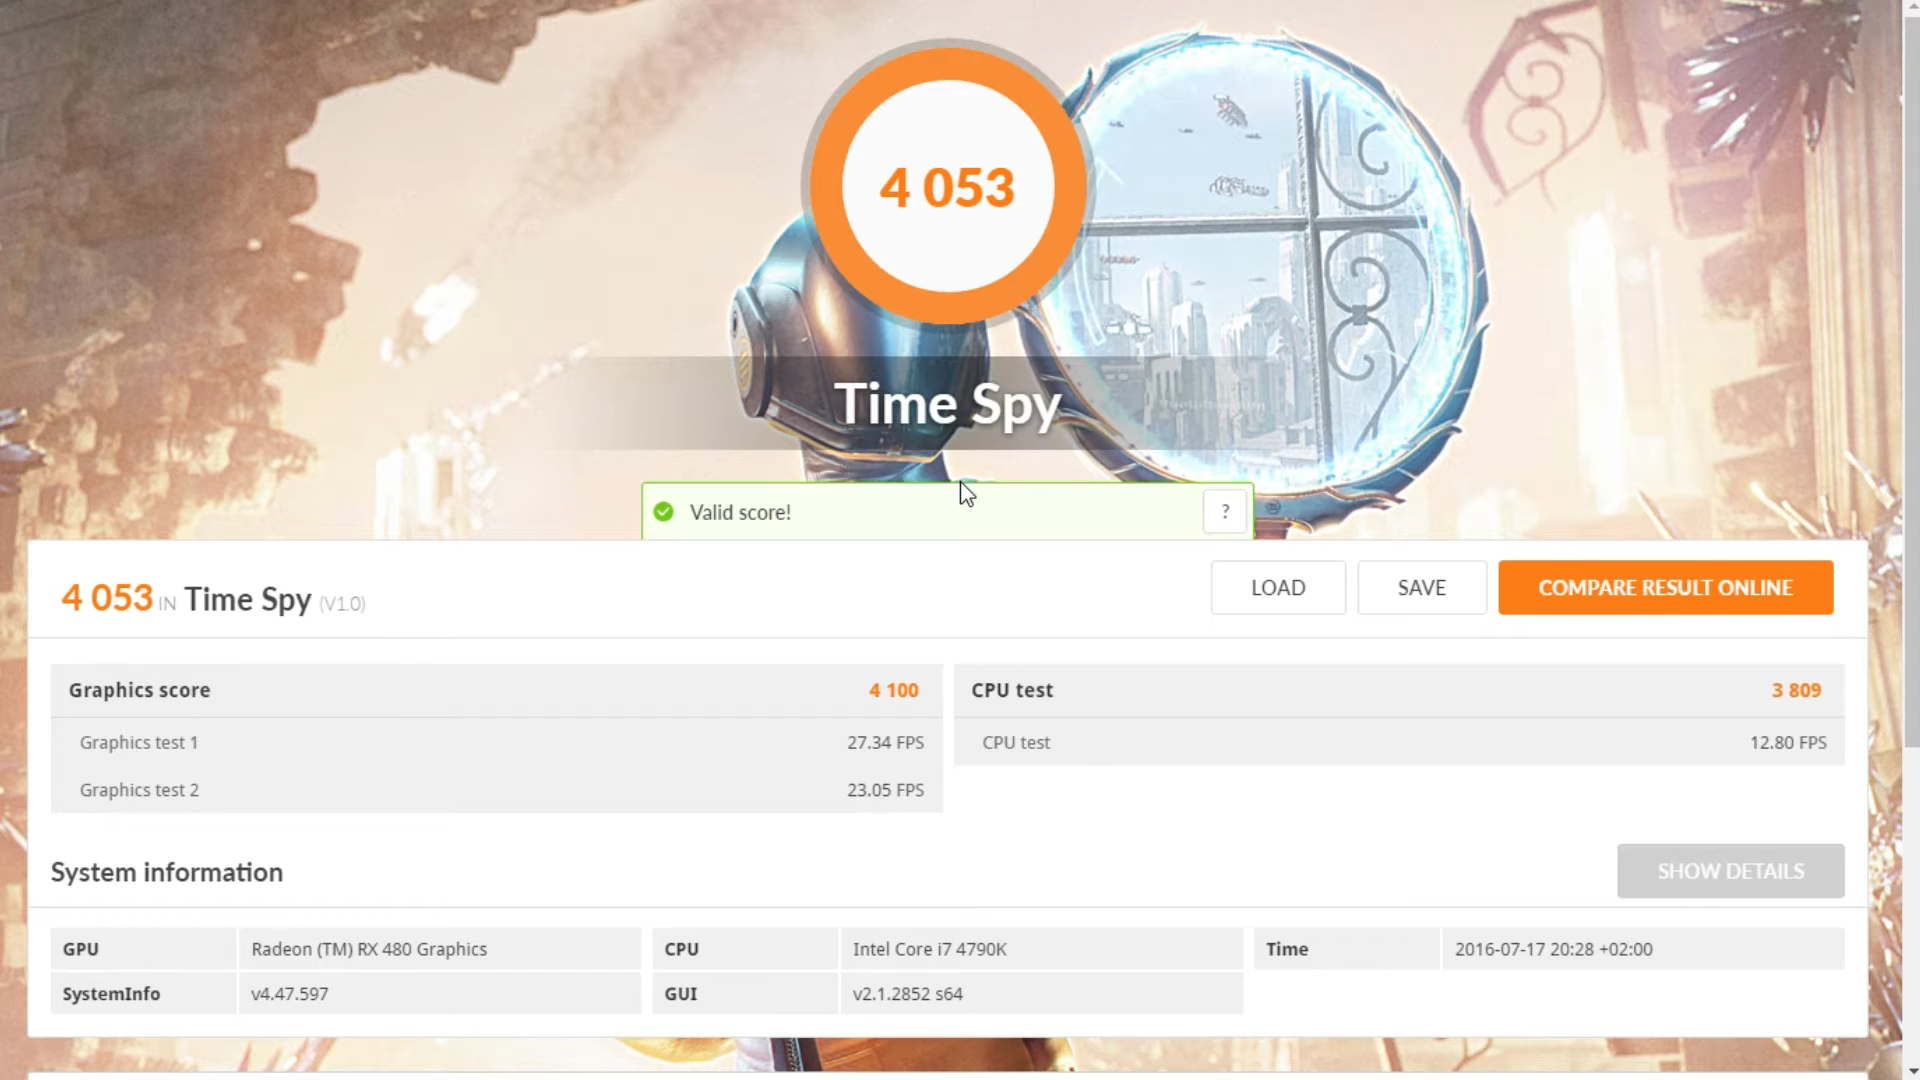 4 053
Time Spy
Valid score!
?
4 053 IN Time Spy (V1.0)
LOAD
SAVE
COMPARE RESULT ONLINE
Graphics score 4 100
Graphics test 1 27.34 FPS
Graphics test 2 23.05 FPS
CPU test 3 809
CPU test 12.80 FPS
System information
SHOW DETAILS
GPU Radeon (TM) RX 480 Graphics
CPU Intel Core i7 4790K
Time 2016-07-17 20:28 +02:00
SystemInfo v4.47.597
GUI v2.1.2852 s64